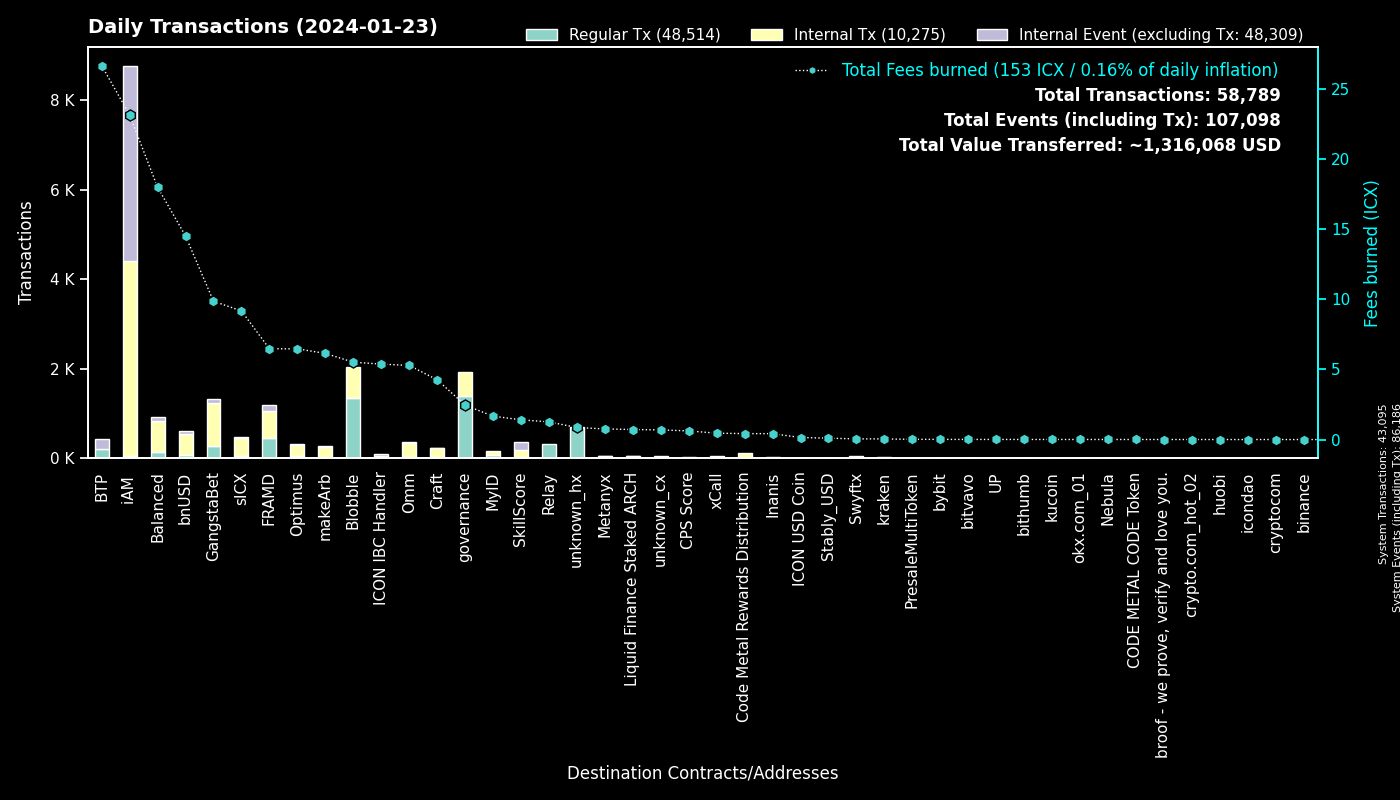 Daily Transactions (2024-01-23)
Regular Tx (48,514)
Internal Tx (10,275)
Internal Event (excluding Tx: 48,309)
Total Fees burned (153 ICX / 0.16% of daily inflation)
Total Transactions: 58,789
Total Events (including Tx): 107,098
Total Value Transferred: ~1,316,068 USD
Transactions
8 K
6 K
4 K
2 K
0 K
25
20
15
10
5
0
Fees burned (ICX)
System Transactions: 43,095
System Events (including Tx): 86,186
BTP
iAM
Balanced
bnUSD
GangstaBet
sICX
FRAMD
Optimus
makeArb
Blobble
ICON IBC Handler
Omm
Craft
governance
MyID
SkillScore
Relay
unknown_hx
Metanyx
Liquid Finance Staked ARCH
unknown_cx
CPS Score
xCall
Code Metal Rewards Distribution
Inanis
ICON USD Coin
Stably_USD
Swyftx
kraken
PresaleMultiToken
bybit
bitvavo
UP
bithumb
kucoin
okx.com_01
Nebula
CODE METAL CODE Token
broof - we prove, verify and love you.
crypto.com_hot_02
huobi
icondao
cryptocom
binance
Destination Contracts/Addresses